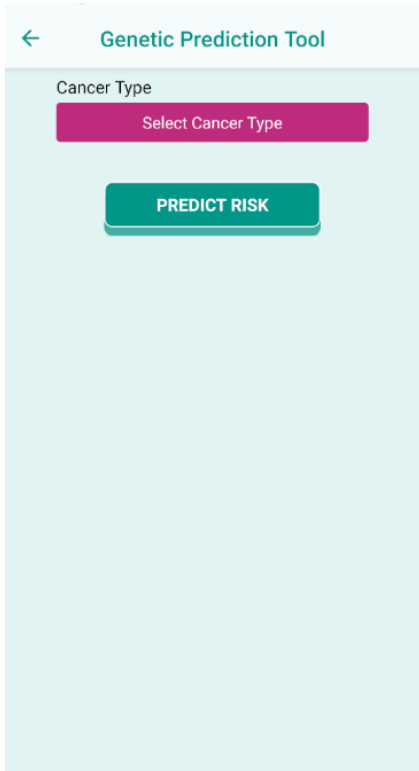 Genetic Prediction Tool
Cancer Type
Select Cancer Type
PREDICT RISK